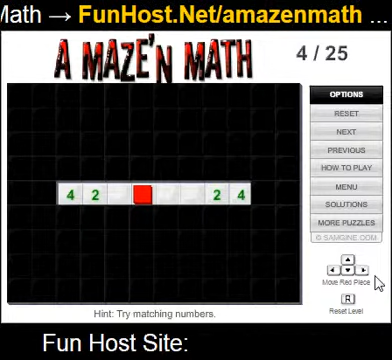 Math → FunHost.Net/amazenmath ...
A MAZE'N MATH
4 / 25
OPTIONS
RESET
NEXT
PREVIOUS
HOW TO PLAY
MENU
SOLUTIONS
MORE PUZZLES
© SAMGINE.COM
4 2 2 4
Move Red Piece
R
Reset Level
Hint: Try matching numbers.
Fun Host Site: